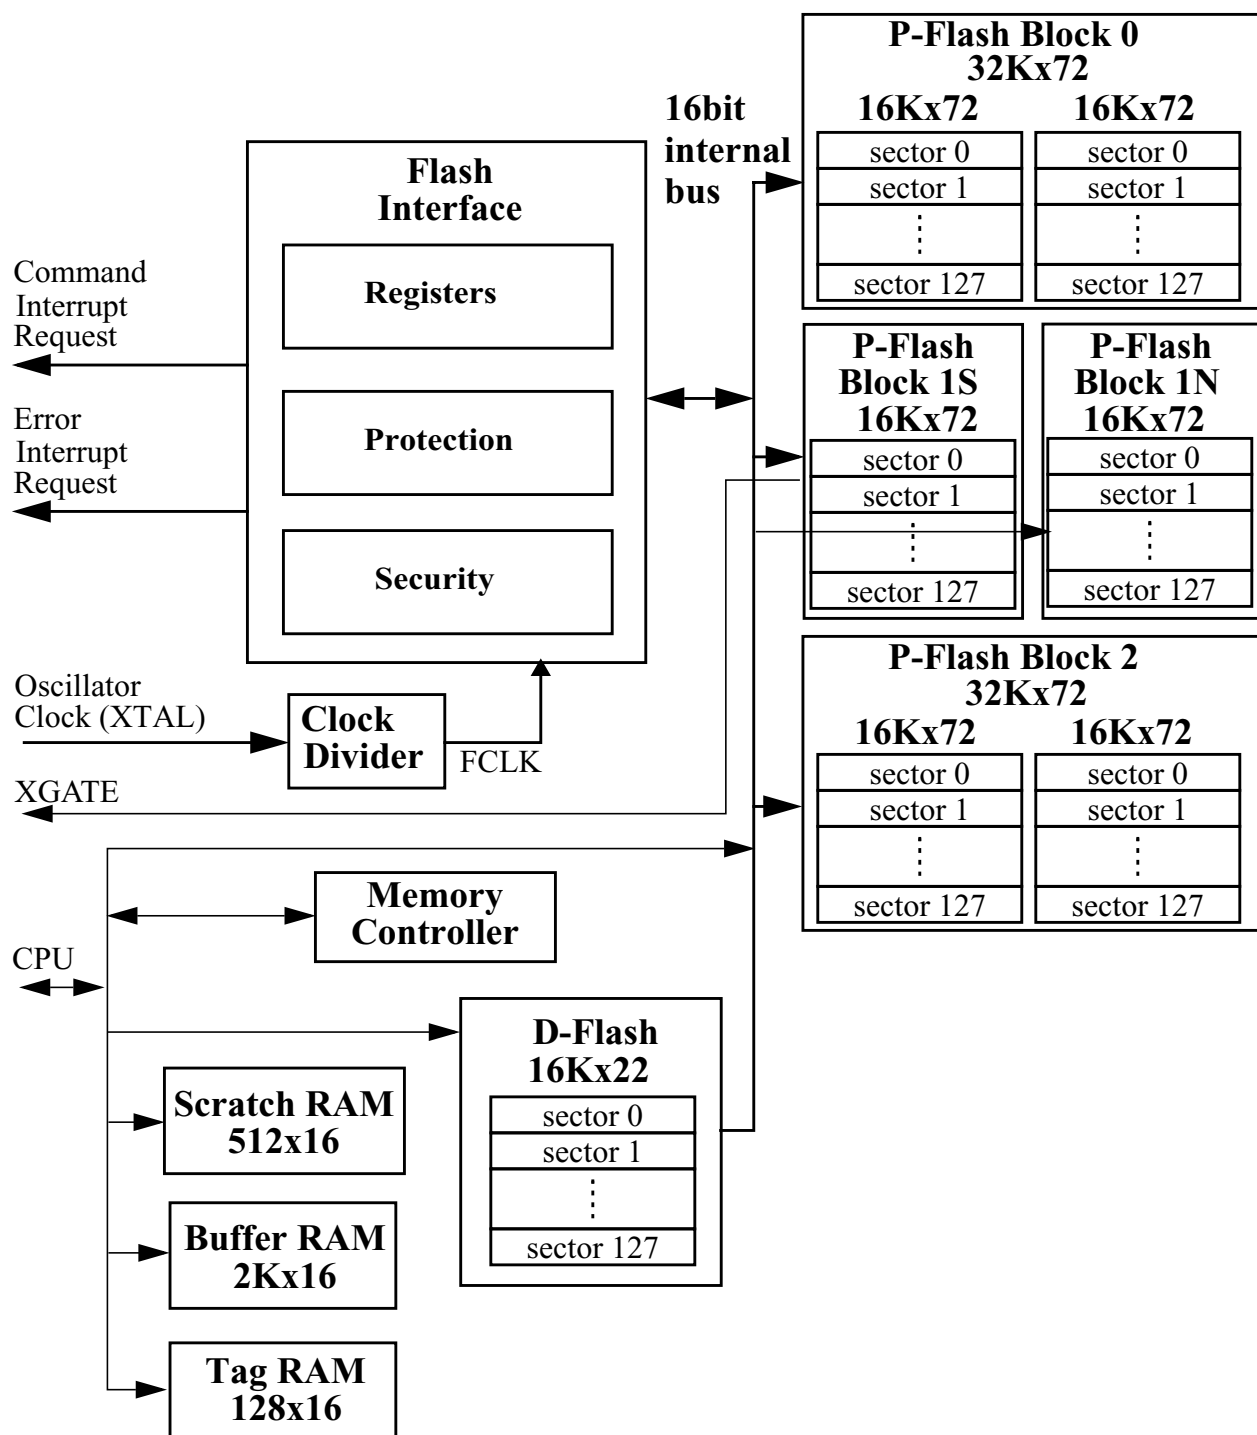 P-Flash Block 0
32Kx72
16Kx72 16Kx72
sector 0 sector 0
sector 1 sector 1
sector 127 sector 127
16bit
internal
bus
Flash
Interface
Registers
Protection
Security
Command
Interrupt
Request
Error
Interrupt
Request
P-Flash
Block 1S
16Kx72
sector 0
sector 1
sector 127
P-Flash
Block 1N
16Kx72
sector 0
sector 1
sector 127
P-Flash Block 2
32Kx72
16Kx72 16Kx72
sector 0 sector 0
sector 1 sector 1
sector 127 sector 127
Oscillator
Clock (XTAL)
Clock
Divider
FCLK
XGATE
Memory
Controller
CPU
D-Flash
16Kx22
sector 0
sector 1
sector 127
Scratch RAM
512x16
Buffer RAM
2Kx16
Tag RAM
128x16